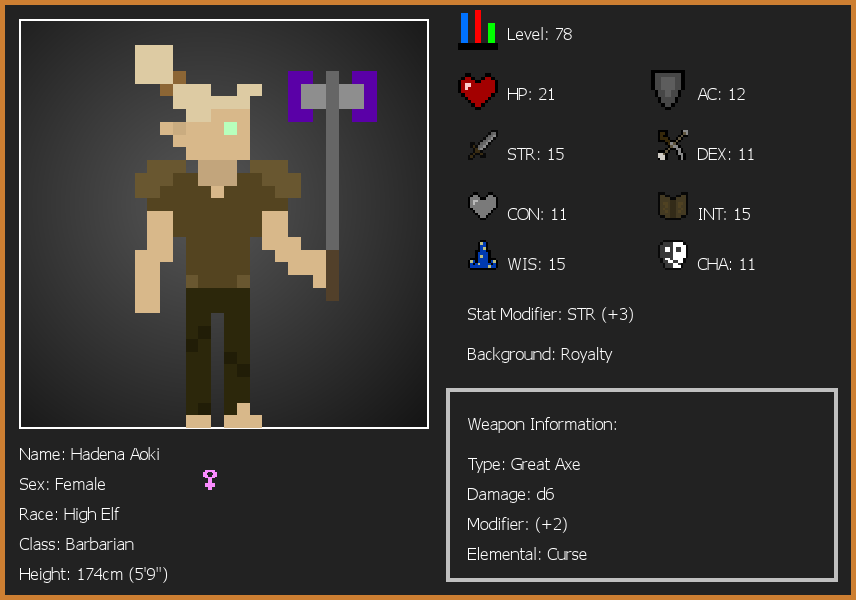 Level: 78
HP: 21
AC: 12
STR: 15
DEX: 11
CON: 11
INT: 15
WIS: 15
CHA: 11
Stat Modifier: STR (+3)
Background: Royalty
Weapon Information:
Type: Great Axe
Damage: d6
Modifier: (+2)
Elemental: Curse
Name: Hadena Aoki
Sex: Female
Race: High Elf
Class: Barbarian
Height: 174cm (5'9")